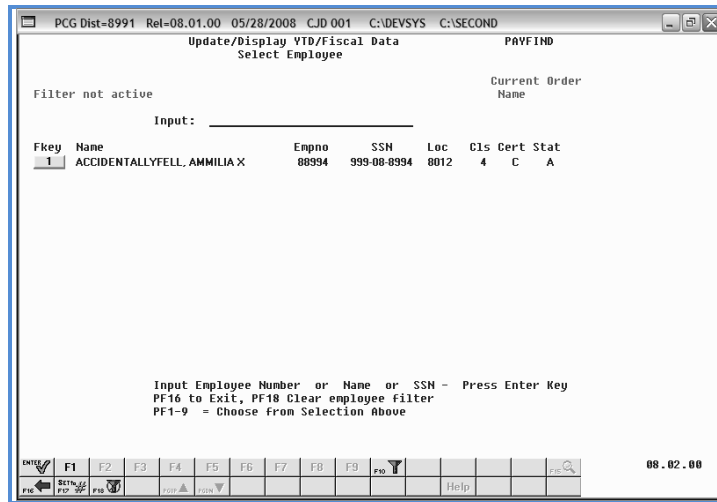 PCG Dist=8991 Rel=08.01.00 05/28/2008 CJD 001 C:\DEVSYS C:\SECOND
Update/Display YTD/Fiscal Data PAYFIND
Select Employee
Current Order
Filter not active Name
Input:
Fkey Name Empno SSN Loc Cls Cert Stat
1 ACCIDENTALLYFELL, AMMILIA X 88994 999-08-8994 8012 4 C A
Input Employee Number or Name or SSN - Press Enter Key
PF16 to Exit, PF18 Clear employee filter
PF1-9 = Choose from Selection Above
ENTER F1 F2 F3 F4 F5 F6 F7 F8 F9 F10 F15 08.02.00
F16 F17 F18 Help